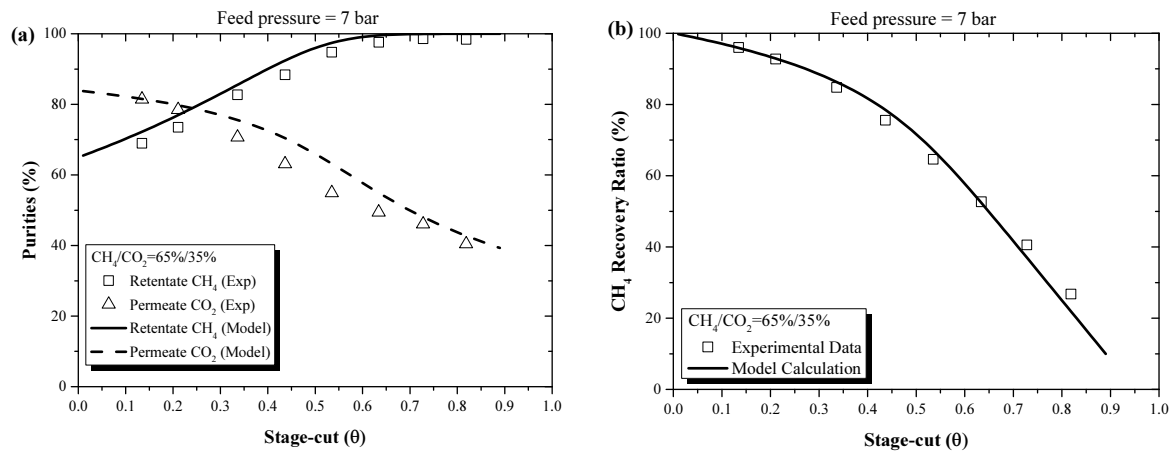 (a)
Feed pressure = 7 bar
100
80
60
40
20
0
Purities (%)
CH₄/CO₂=65%/35%
Retentate CH₄ (Exp)
Permeate CO₂ (Exp)
Retentate CH₄ (Model)
Permeate CO₂ (Model)
0.0 0.1 0.2 0.3 0.4 0.5 0.6 0.7 0.8 0.9 1.0
Stage-cut (θ)
(b)
Feed pressure = 7 bar
100
80
60
40
20
0
CH₄ Recovery Ratio (%)
CH₄/CO₂=65%/35%
Experimental Data
Model Calculation
0.0 0.1 0.2 0.3 0.4 0.5 0.6 0.7 0.8 0.9 1.0
Stage-cut (θ)